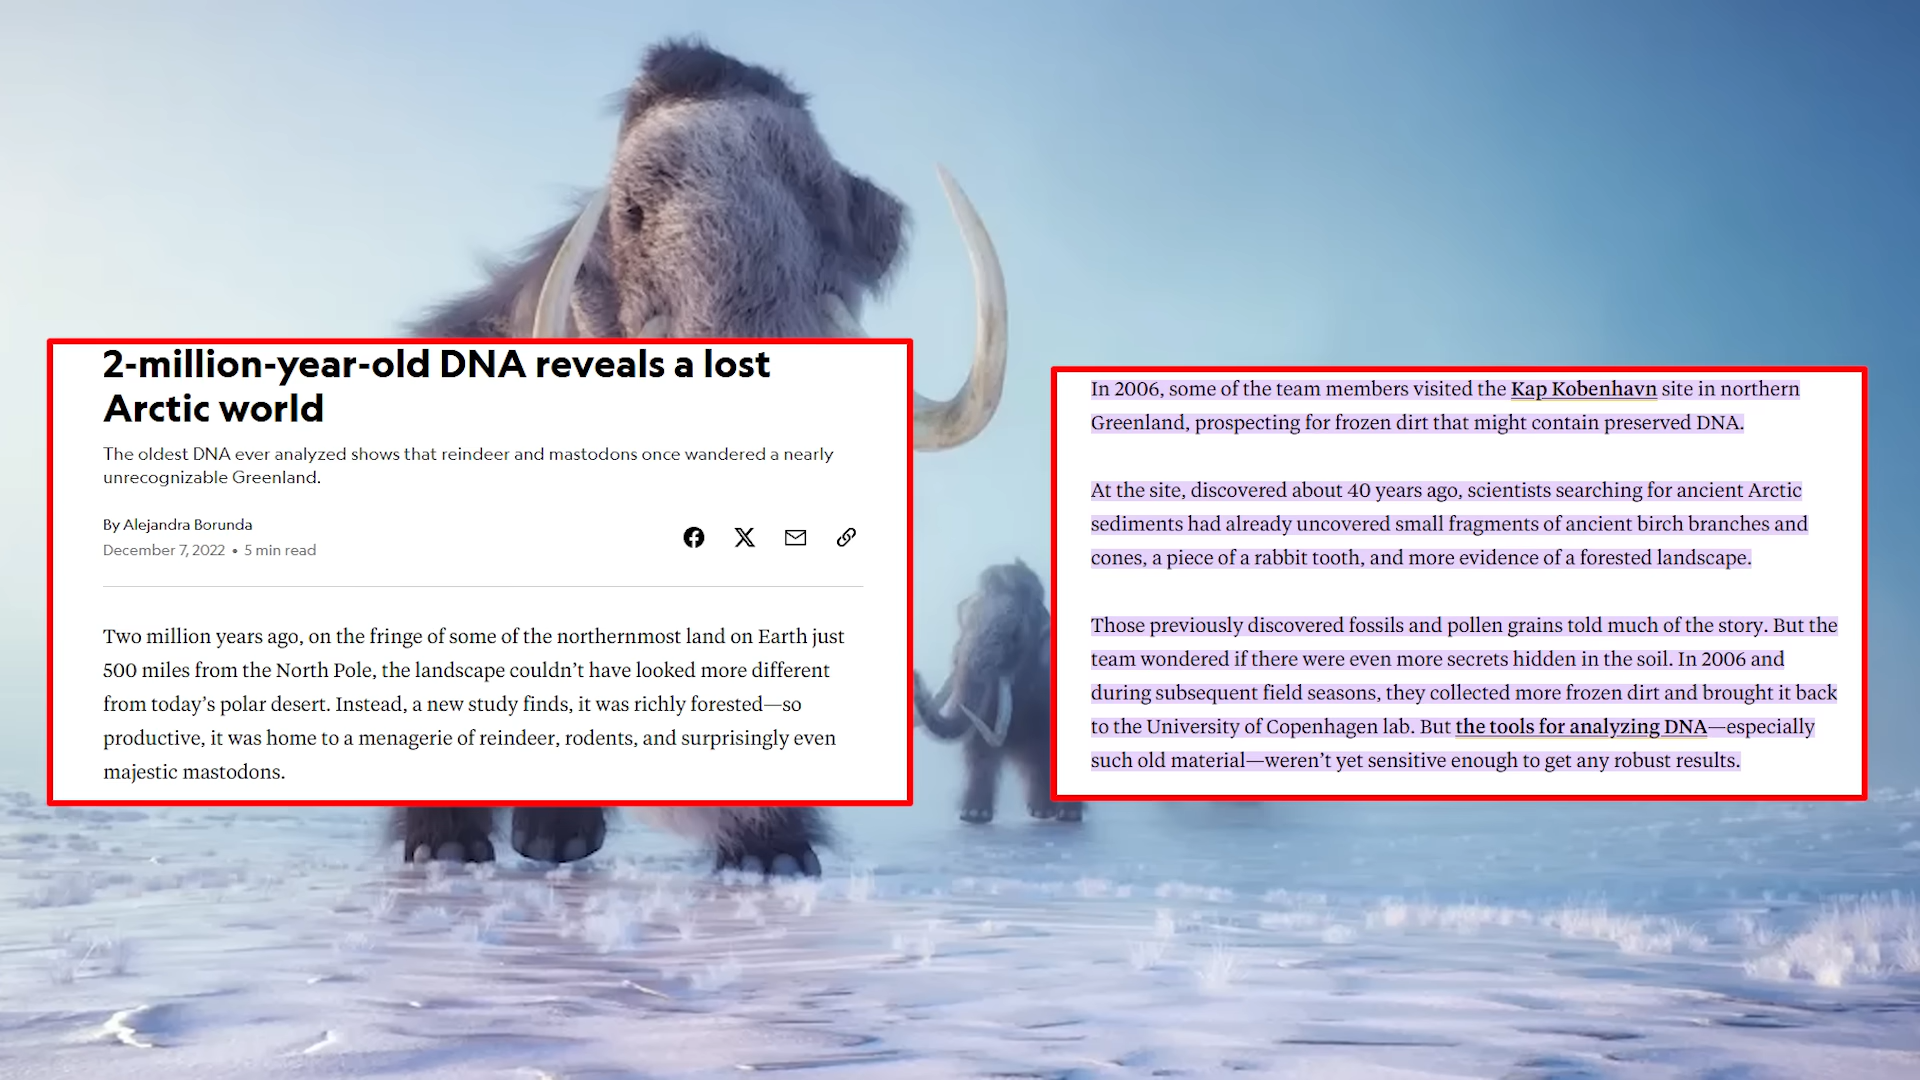 2-million-year-old DNA reveals a lost
Arctic world
The oldest DNA ever analyzed shows that reindeer and mastodons once wandered a nearly
unrecognizable Greenland.
By Alejandra Borunda
December 7, 2022 • 5 min read
Two million years ago, on the fringe of some of the northernmost land on Earth just
500 miles from the North Pole, the landscape couldn’t have looked more different
from today’s polar desert. Instead, a new study finds, it was richly forested—so
productive, it was home to a menagerie of reindeer, rodents, and surprisingly even
majestic mastodons.
In 2006, some of the team members visited the Kap Kobenhavn site in northern
Greenland, prospecting for frozen dirt that might contain preserved DNA.
At the site, discovered about 40 years ago, scientists searching for ancient Arctic
sediments had already uncovered small fragments of ancient birch branches and
cones, a piece of a rabbit tooth, and more evidence of a forested landscape.
Those previously discovered fossils and pollen grains told much of the story. But the
team wondered if there were even more secrets hidden in the soil. In 2006 and
during subsequent field seasons, they collected more frozen dirt and brought it back
to the University of Copenhagen lab. But the tools for analyzing DNA—especially
such old material—weren’t yet sensitive enough to get any robust results.